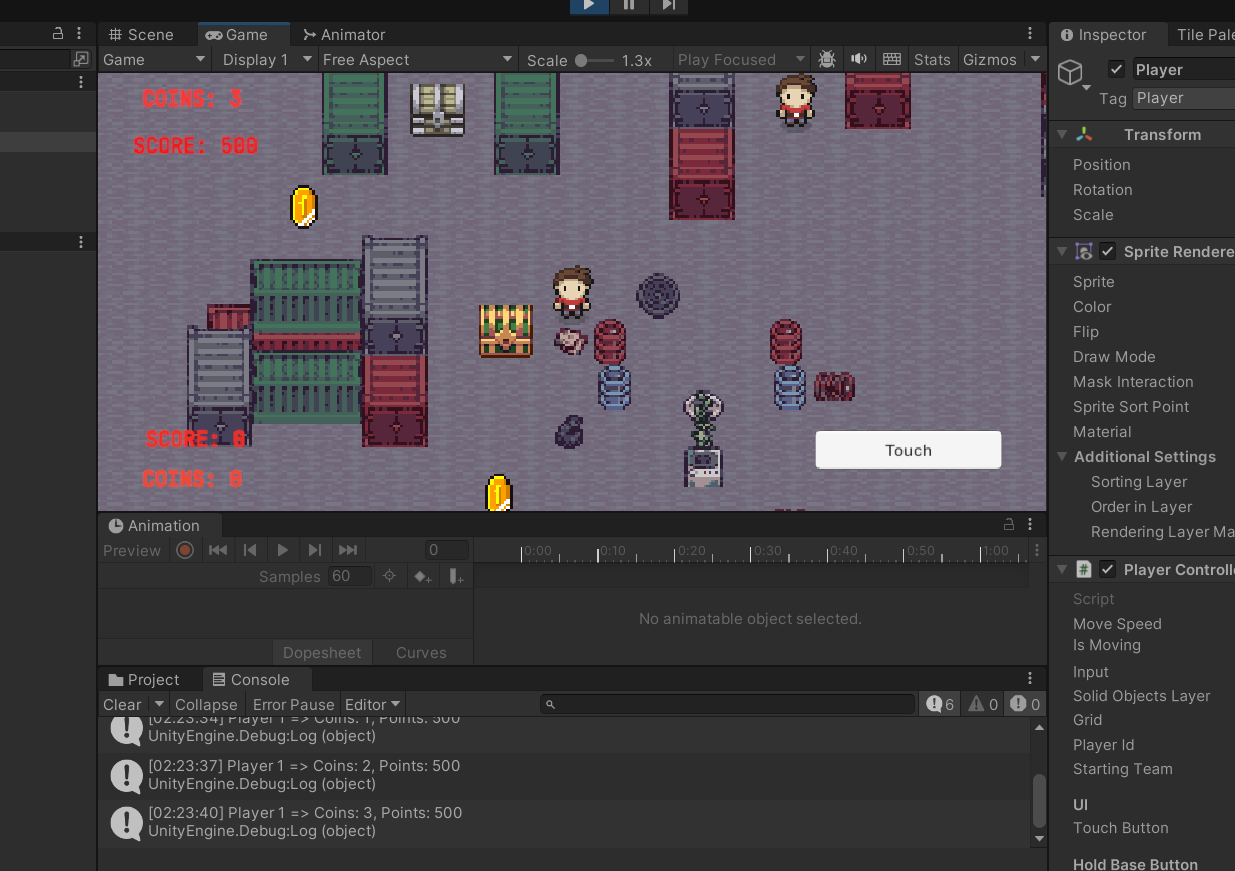 Scene Game Animator
Inspector Tile Pale
Game Display 1 Free Aspect Scale 1.3x Play Focused Stats Gizmos
Player
Tag Player
COINS: 3
SCORE: 500
Transform
Position
Rotation
Scale
Sprite Rendere
Sprite
Color
Flip
Draw Mode
Mask Interaction
Sprite Sort Point
Material
SCORE: 0
COINS: 0
Touch
Additional Settings
Sorting Layer
Order in Layer
Rendering Layer Ma
Animation
Preview 0 0:00 0:10 0:20 0:30 0:40 0:50 1:00
Samples 60
No animatable object selected.
Dopesheet Curves
Player Controlle
Script
Move Speed
Is Moving
Input
Solid Objects Layer
Grid
Player Id
Starting Team
UI
Touch Button
Hold Base Button
Project Console
Clear Collapse Error Pause Editor 6 0 0
[02:23:34] Player 1 => Coins: 1, Points: 500
UnityEngine.Debug:Log (object)
[02:23:37] Player 1 => Coins: 2, Points: 500
UnityEngine.Debug:Log (object)
[02:23:40] Player 1 => Coins: 3, Points: 500
UnityEngine.Debug:Log (object)